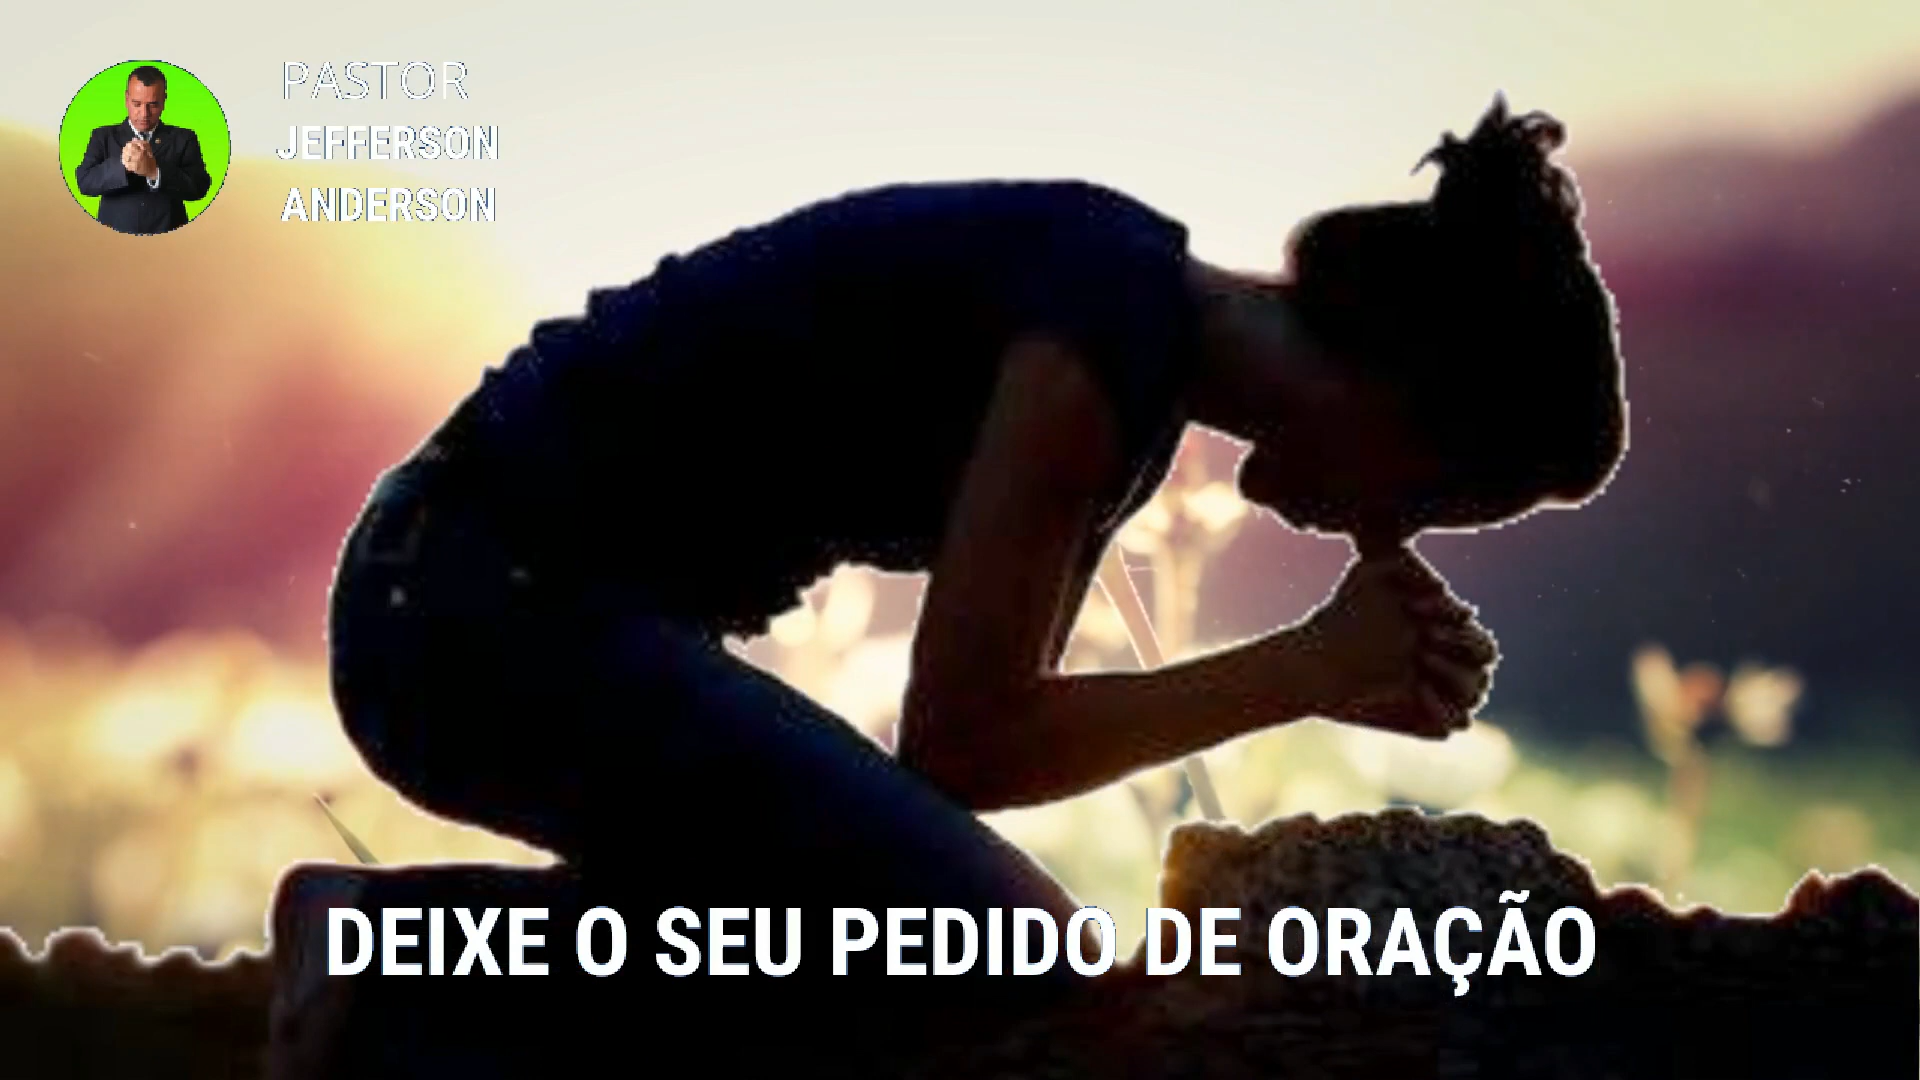 PASTOR
JEFFERSON
ANDERSON
DEIXE O SEU PEDIDO DE ORAÇÃO